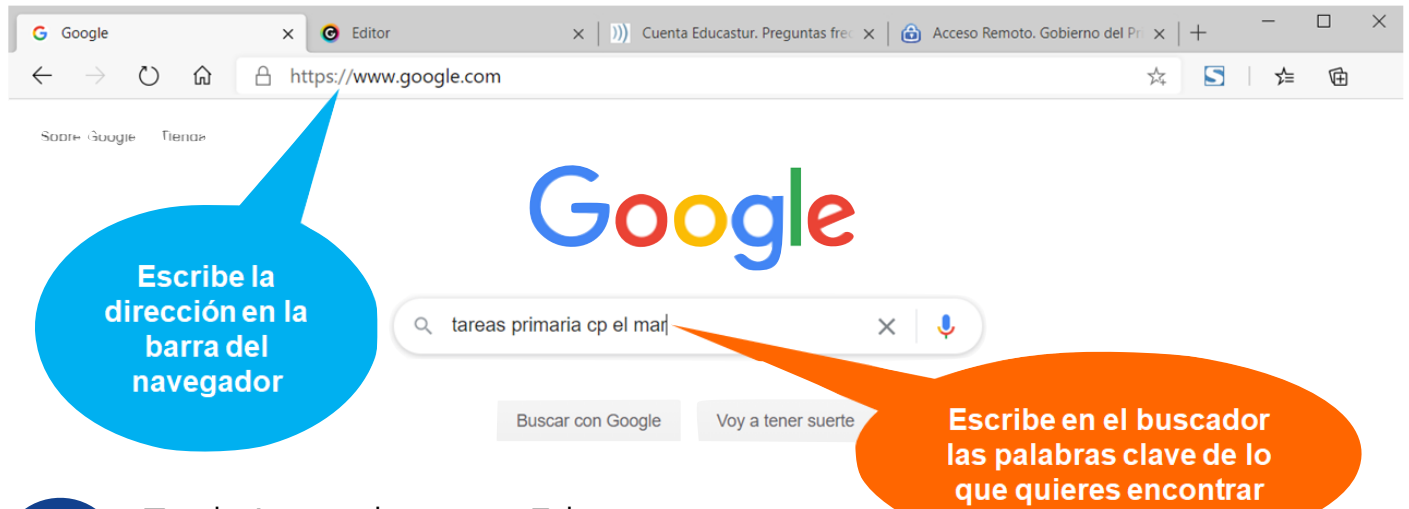 Google
Editor
Cuenta Educastur. Preguntas fre
Acceso Remoto. Gobierno del Pr
https://www.google.com
Sobre Google Tienda
Google
Escribe la
dirección en la
barra del
navegador
tareas primaria cp el mar
Buscar con Google
Voy a tener suerte
Escribe en el buscador
las palabras clave de lo
que quieres encontrar